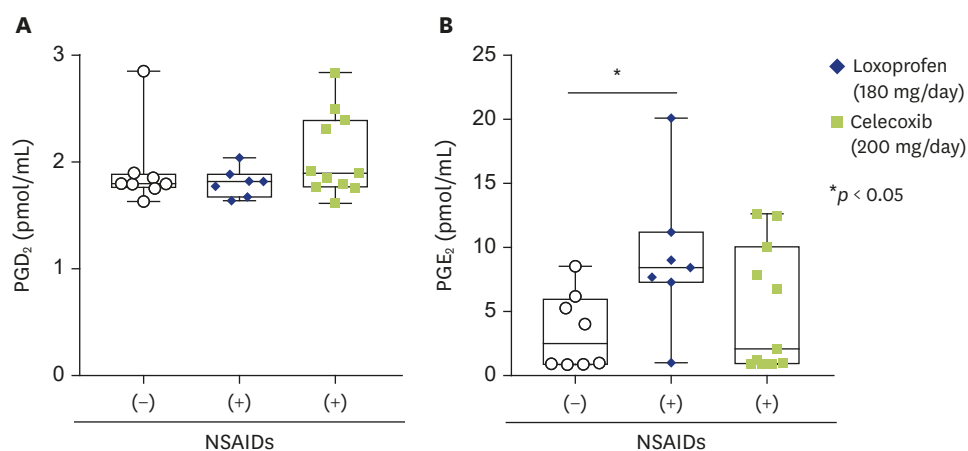 A
PGD₂ (pmol/mL)
3
2
1
0
(−) (+) (+)
NSAIDs
B
PGE₂ (pmol/mL)
25
20
15
10
5
0
*
(−) (+) (+)
NSAIDs
Loxoprofen
(180 mg/day)
Celecoxib
(200 mg/day)
*p < 0.05